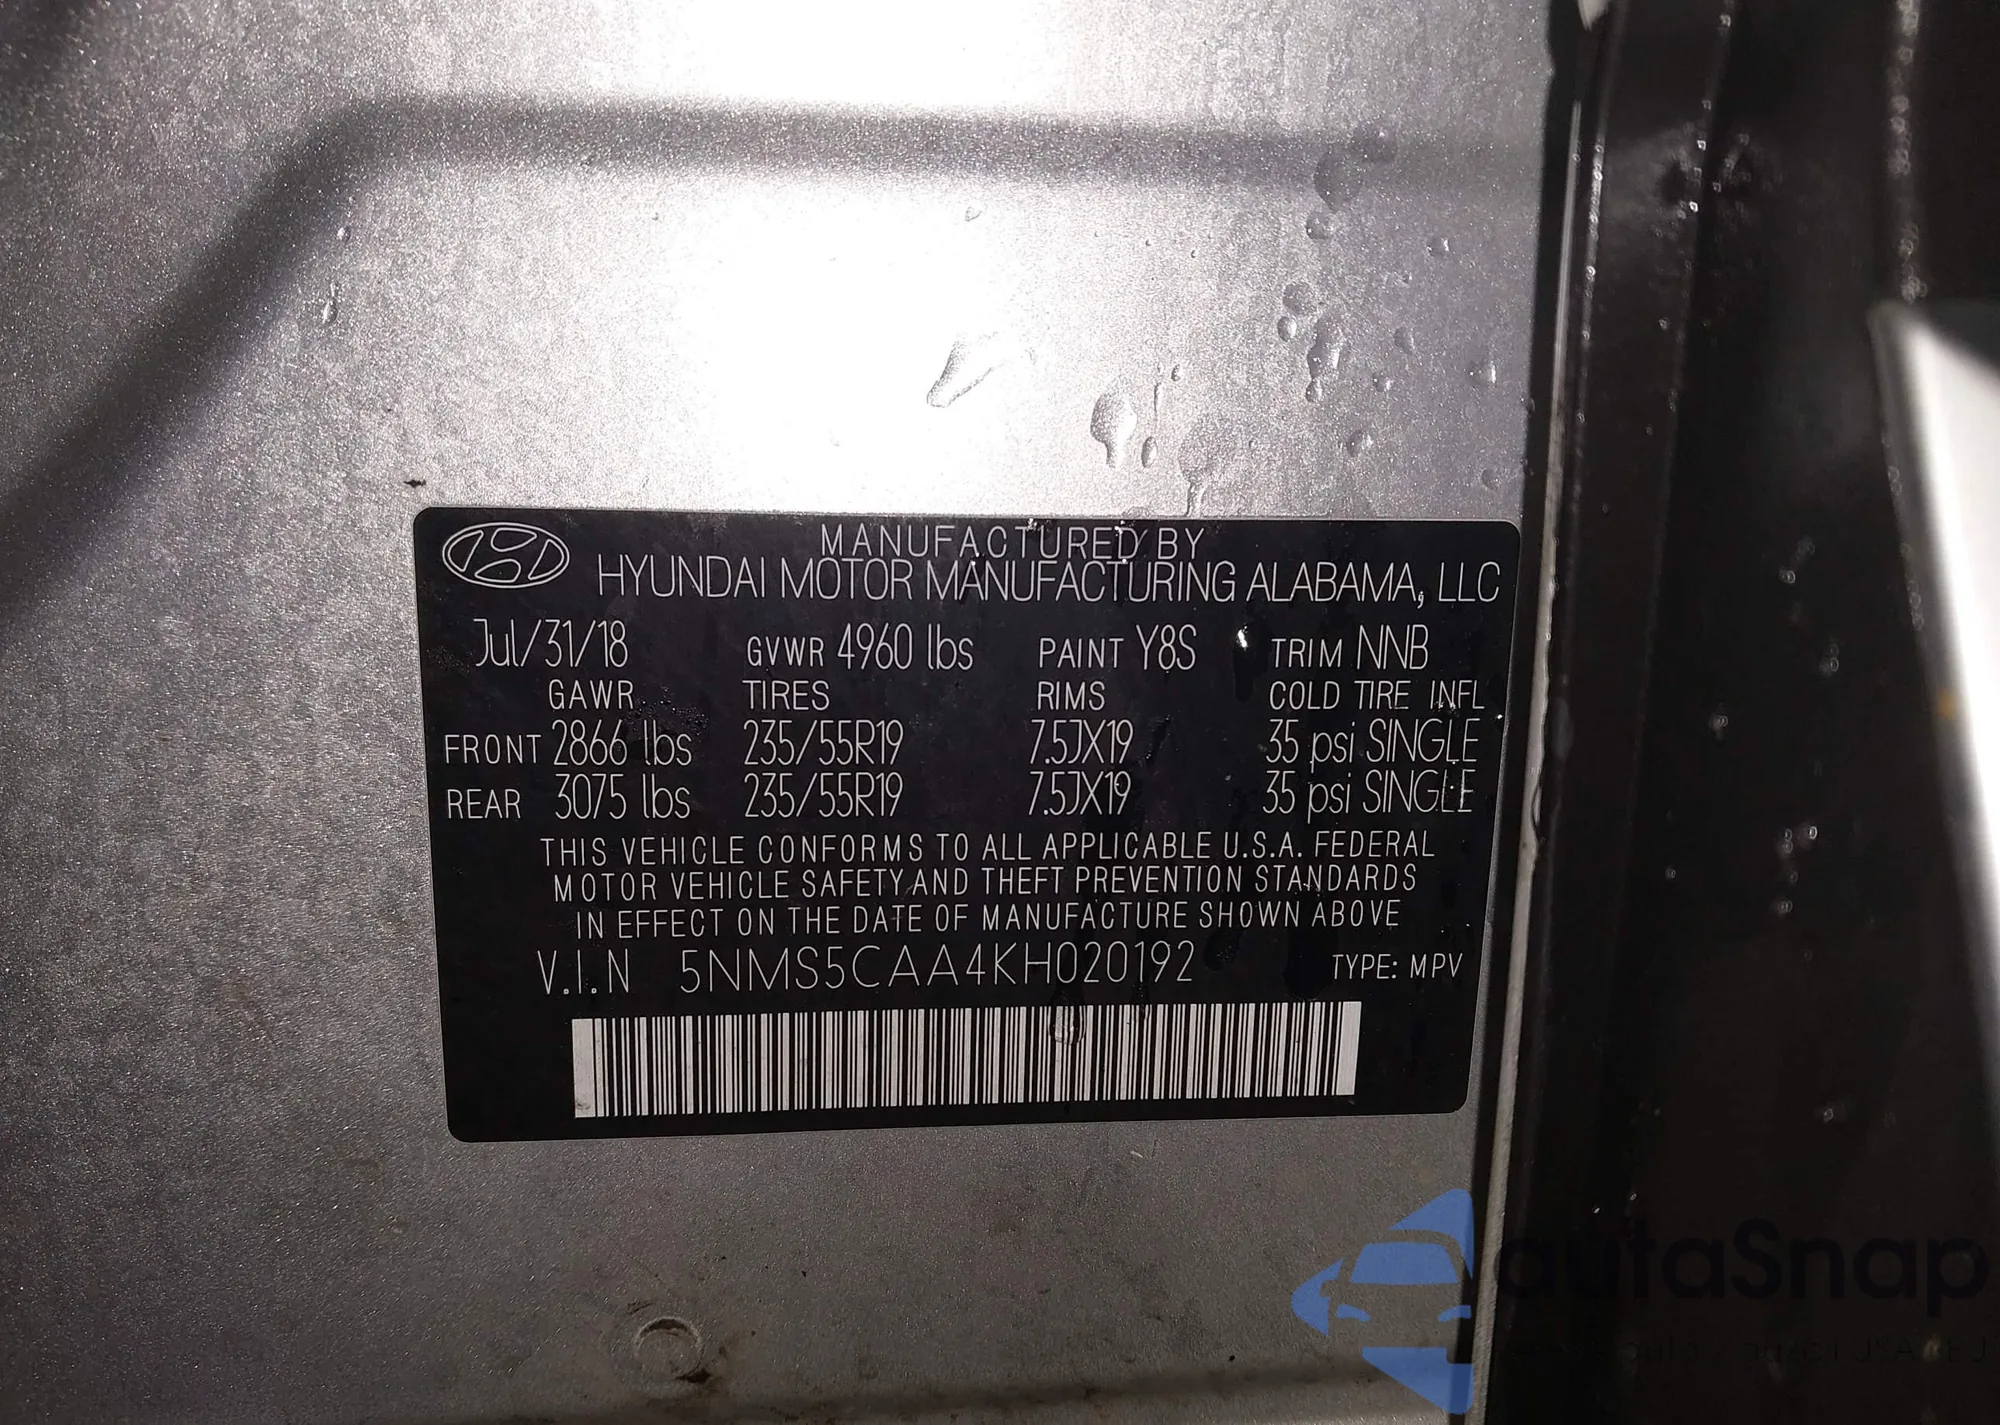 MANUFACTURED BY
HYUNDAI MOTOR MANUFACTURING ALABAMA, LLC
Jul/31/18 GVWR 4960 lbs PAINT Y8S TRIM NNB
GAWR TIRES RIMS COLD TIRE INFL
FRONT 2866 lbs 235/55R19 7.5JX19 35 psi SINGLE
REAR 3075 lbs 235/55R19 7.5JX19 35 psi SINGLE
THIS VEHICLE CONFORMS TO ALL APPLICABLE U.S.A. FEDERAL
MOTOR VEHICLE SAFETY AND THEFT PREVENTION STANDARDS
IN EFFECT ON THE DATE OF MANUFACTURE SHOWN ABOVE
V.I.N 5NMS5CAA4KH020192 TYPE: MPV
autaSnap